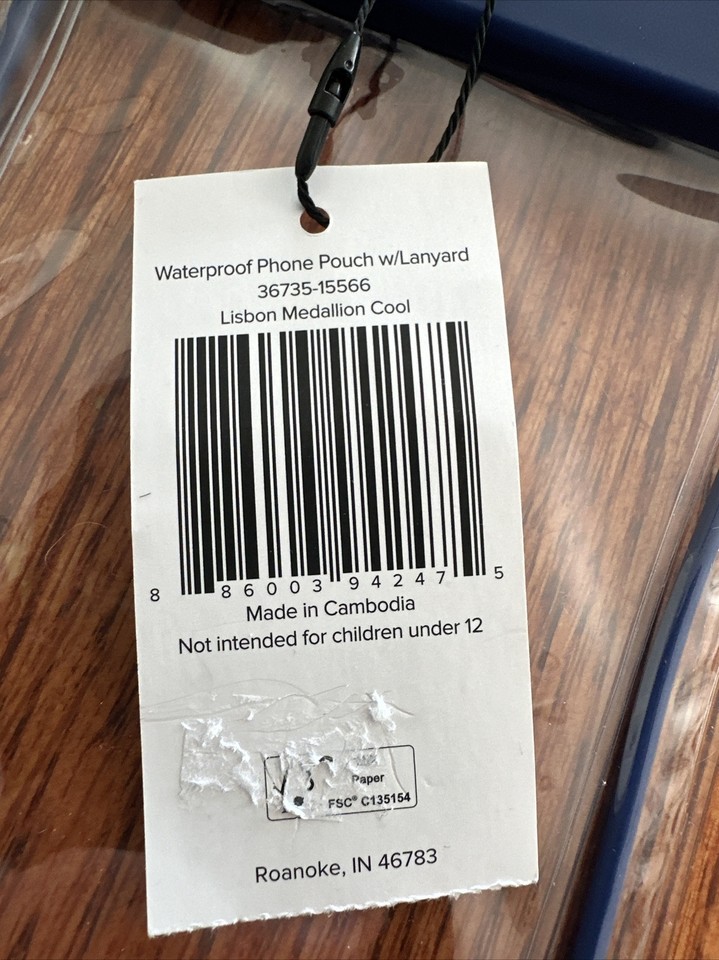 Waterproof Phone Pouch w/Lanyard
36735-15566
Lisbon Medallion Cool
8 86003 94247 5
Made in Cambodia
Not intended for children under 12
Paper
FSC® C135154
Roanoke, IN 46783